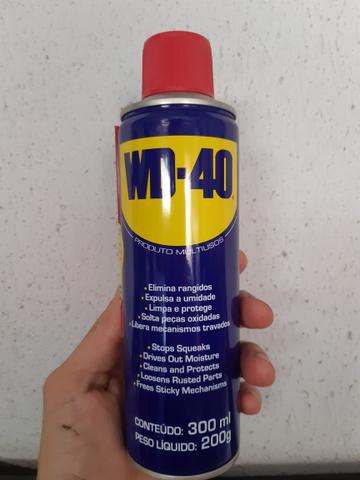 WD-40
PRODUTO MULTIUSOS
•Elimina rangidos
•Expulsa a umidade
•Limpa e protege
•Solta peças oxidadas
•Libera mecanismos travados
•Stops Squeaks
•Drives Out Moisture
•Cleans and Protects
•Loosens Rusted Parts
•Frees Sticky Mechanisms
CONTEÚDO: 300 ml
PESO LÍQUIDO: 200g